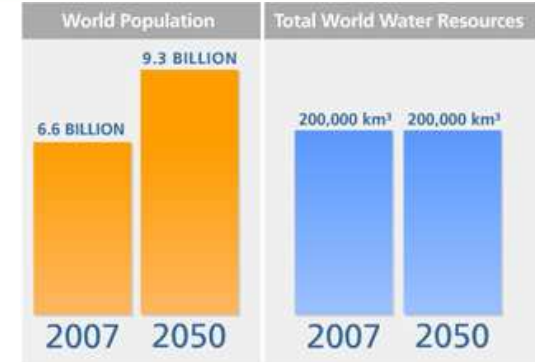 World Population
9.3 BILLION
6.6 BILLION
2007 2050
Total World Water Resources
200,000 km³ 200,000 km³
2007 2050